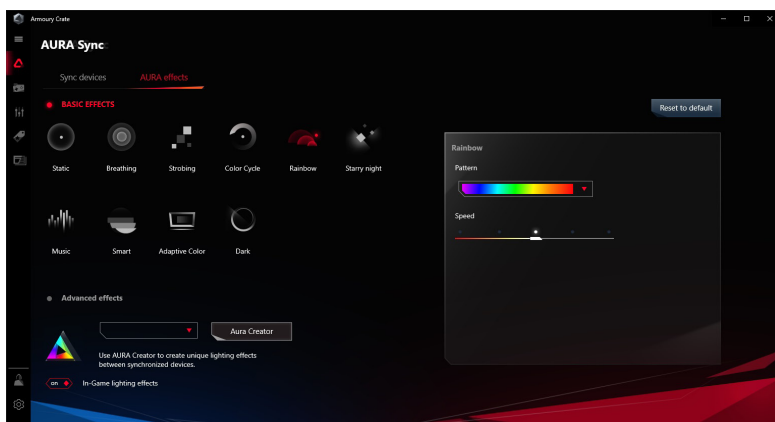 Armoury Crate
AURA Sync
Sync devices
AURA effects
BASIC EFFECTS
Reset to default
Static
Breathing
Strobing
Color Cycle
Rainbow
Starry night
Music
Smart
Adaptive Color
Dark
Rainbow
Pattern
Speed
Advanced effects
Aura Creator
Use AURA Creator to create unique lighting effects
between synchronized devices.
on
In-Game lighting effects